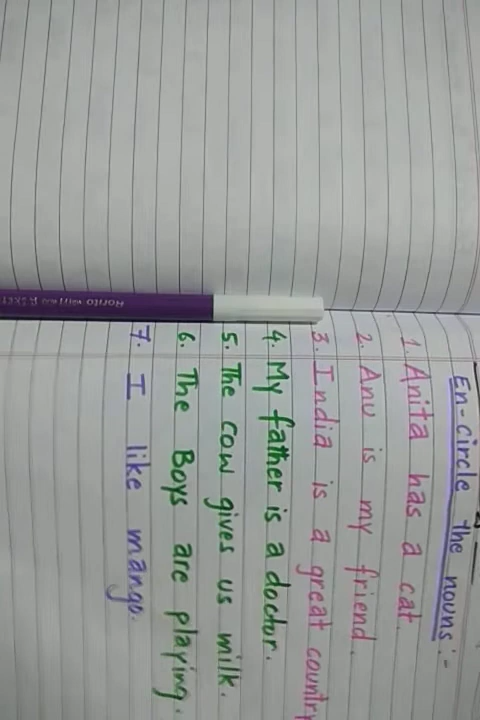 En-circle the nouns:-
1. Anita has a cat.
2. Anu is my friend.
3. India is a great country
4. My father is a doctor.
5. The cow gives us milk.
6. The Boys are playing.
7. I like mango.